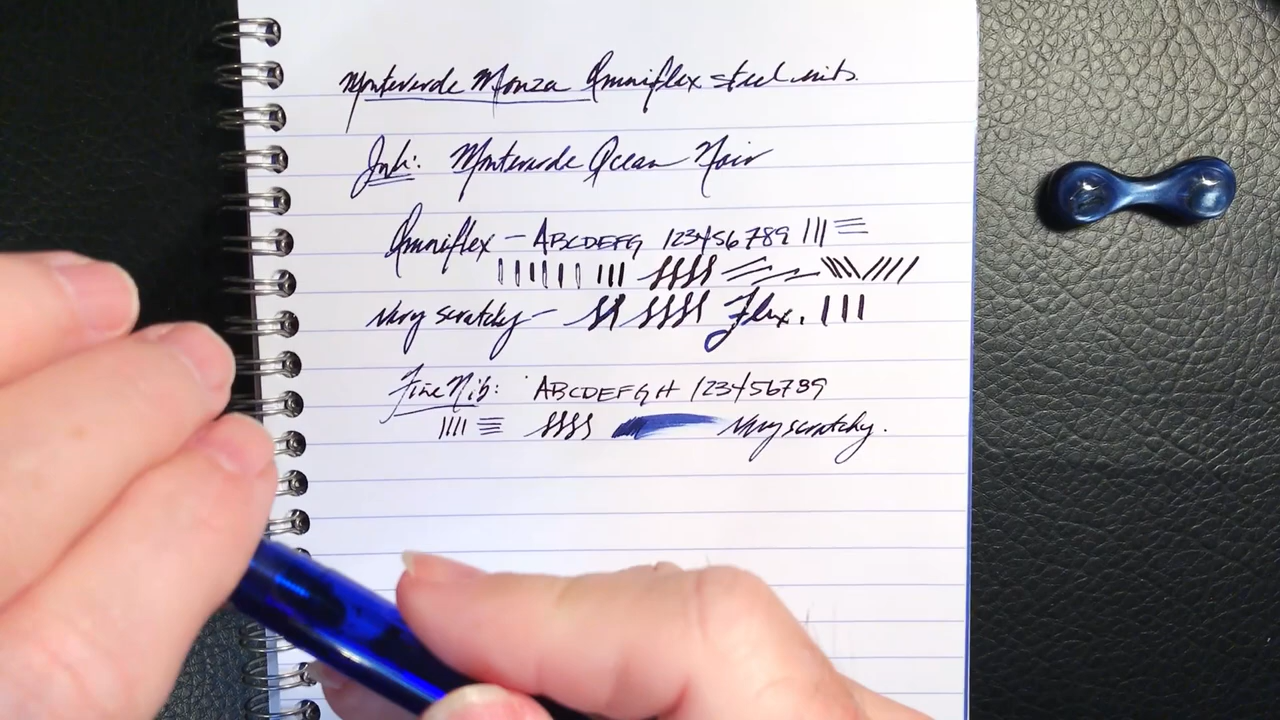 Monteverde Monza Omniflex steel nibs.
Ink: Monteverde Ocean Noir
Omniflex - ABCDEFG 123456789
Very scratchy - Flex.
Fine Nib: ABCDEFGH 123456789
Very scratchy.